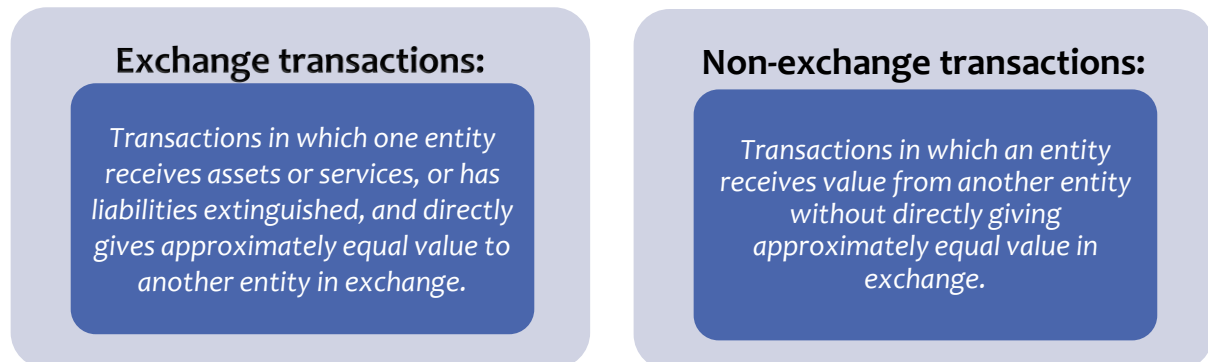 Exchange transactions:
Transactions in which one entity
receives assets or services, or has
liabilities extinguished, and directly
gives approximately equal value to
another entity in exchange.
Non-exchange transactions:
Transactions in which an entity
receives value from another entity
without directly giving
approximately equal value in
exchange.